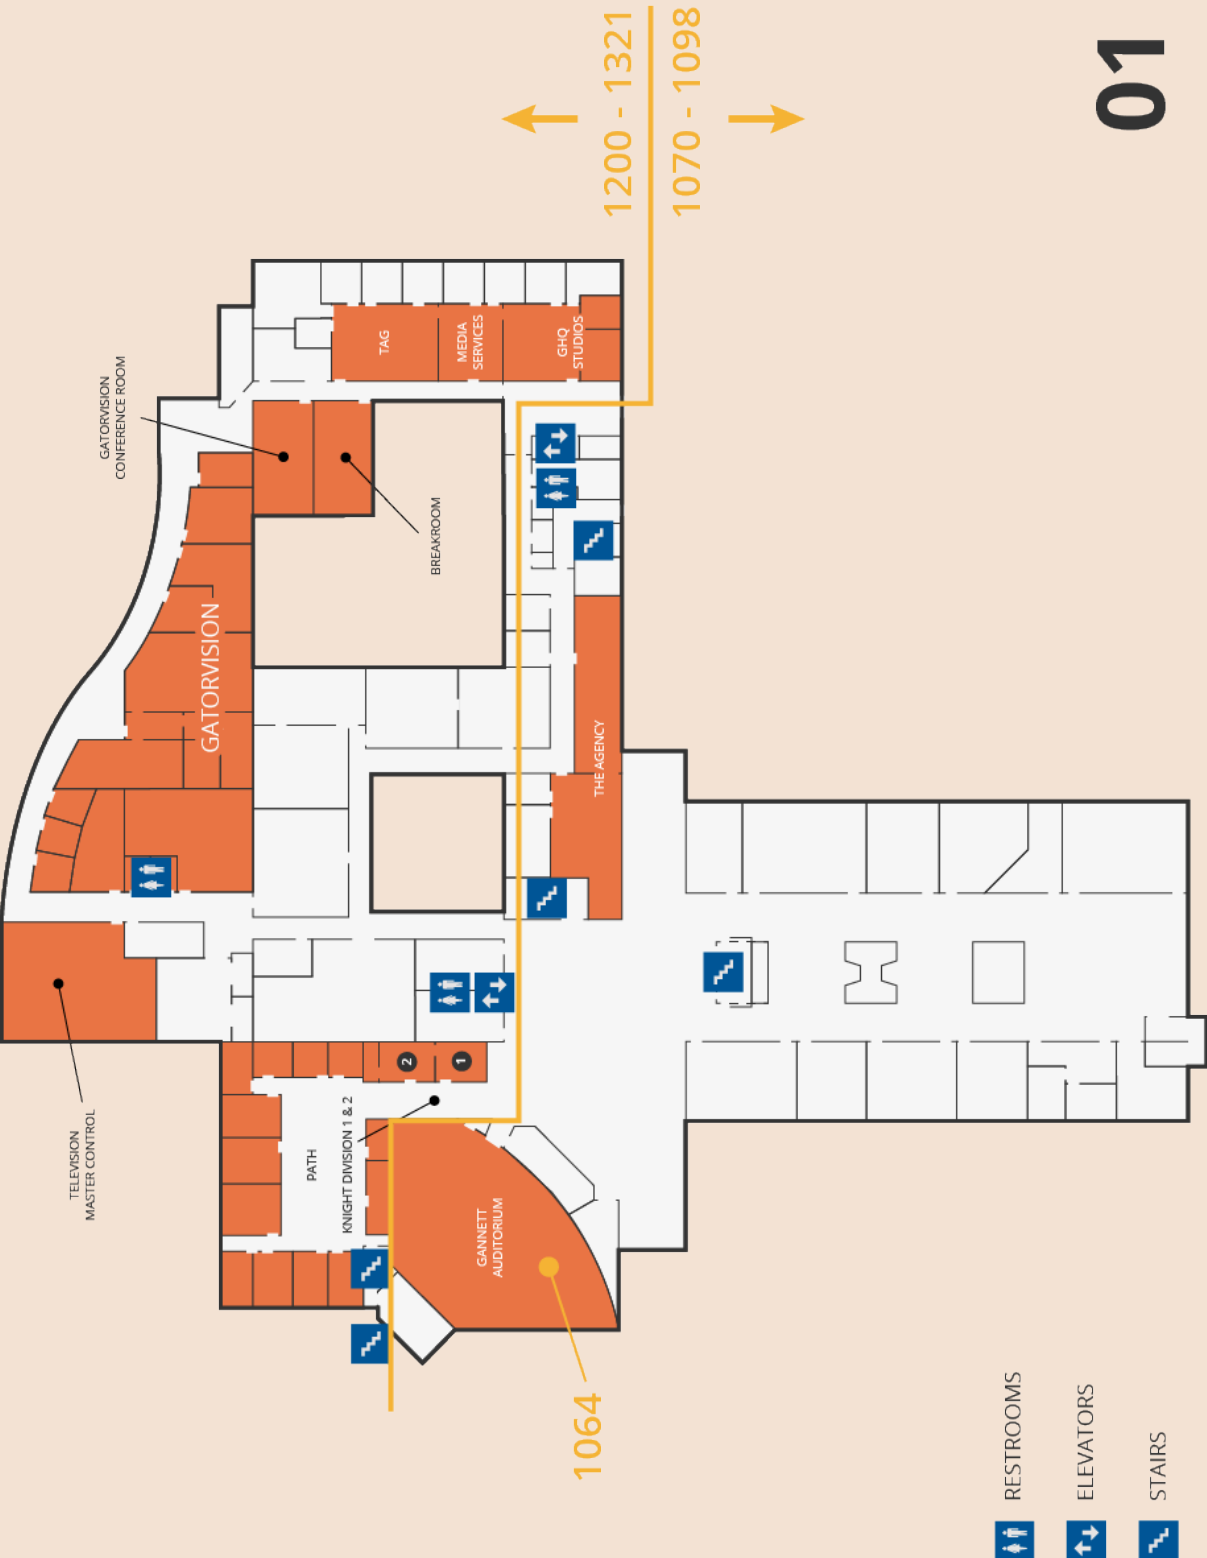 01
1200 - 1321
1070 - 1098
GATORVISION
CONFERENCE ROOM
TAG
MEDIA
SERVICES
GHQ
STUDIOS
BREAKROOM
GATORVISION
THE AGENCY
TELEVISION
MASTER CONTROL
2
1
PATH
KNIGHT DIVISION 1 & 2
GANNETT
AUDITORIUM
1064
RESTROOMS
ELEVATORS
STAIRS